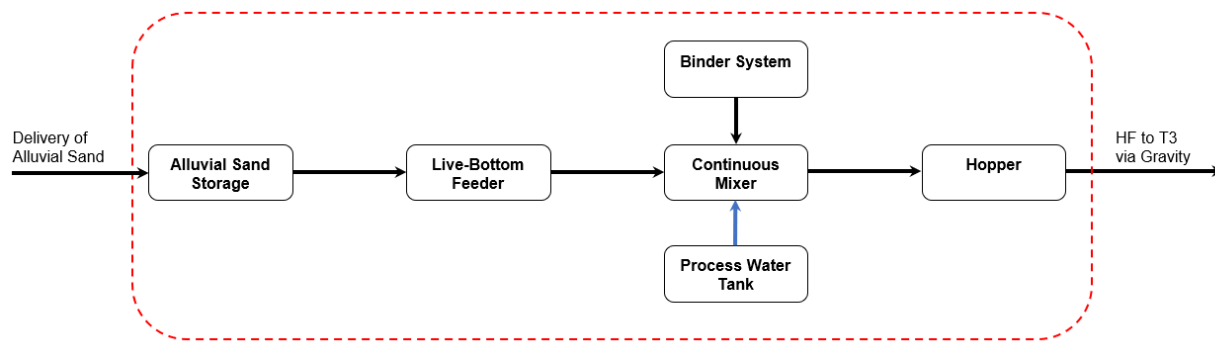 Binder System
Delivery of
Alluvial Sand
HF to T3
via Gravity
Alluvial Sand
Storage
Live-Bottom
Feeder
Continuous
Mixer
Hopper
Process Water
Tank